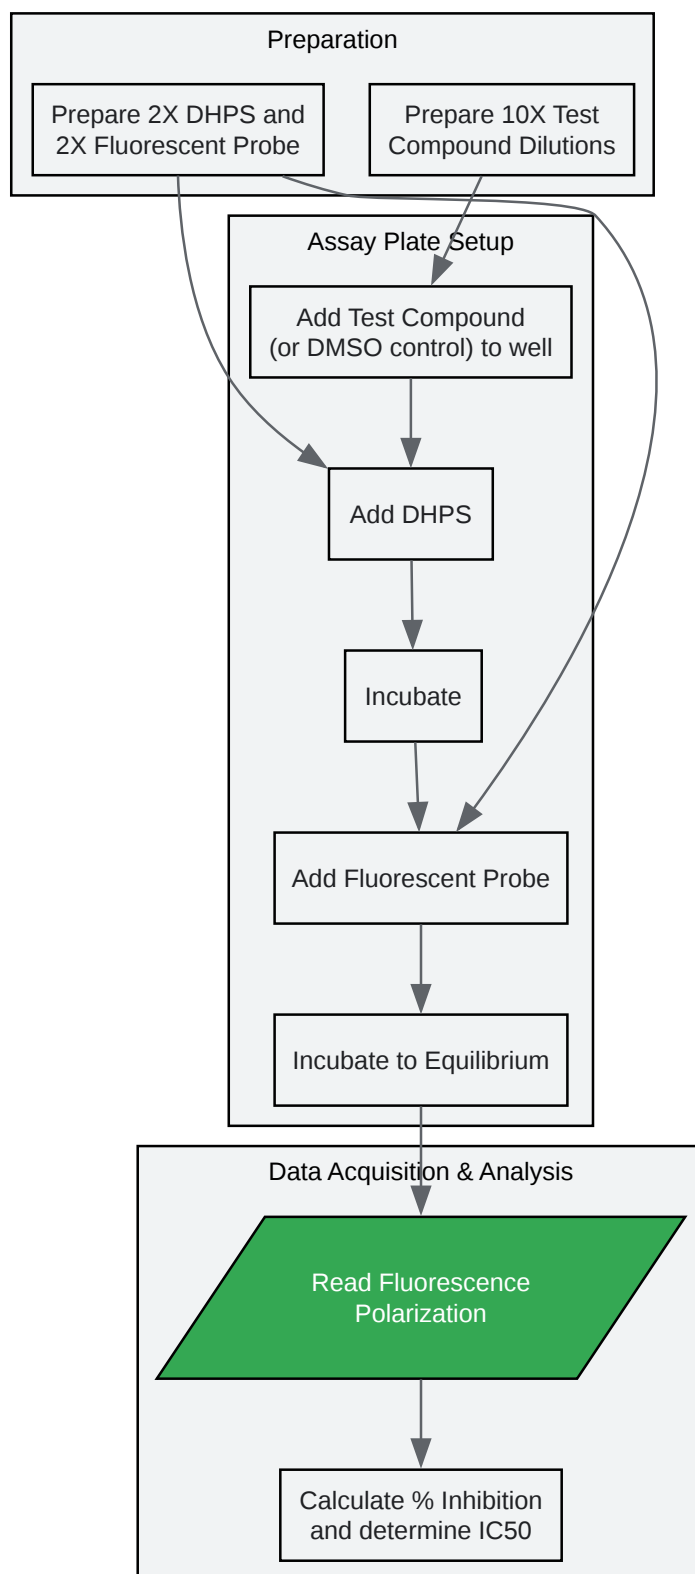 Preparation
Prepare 2X DHPS and
2X Fluorescent Probe
Prepare 10X Test
Compound Dilutions
Assay Plate Setup
Add Test Compound
(or DMSO control) to well
Add DHPS
Incubate
Add Fluorescent Probe
Incubate to Equilibrium
Data Acquisition & Analysis
Read Fluorescence
Polarization
Calculate % Inhibition
and determine IC50